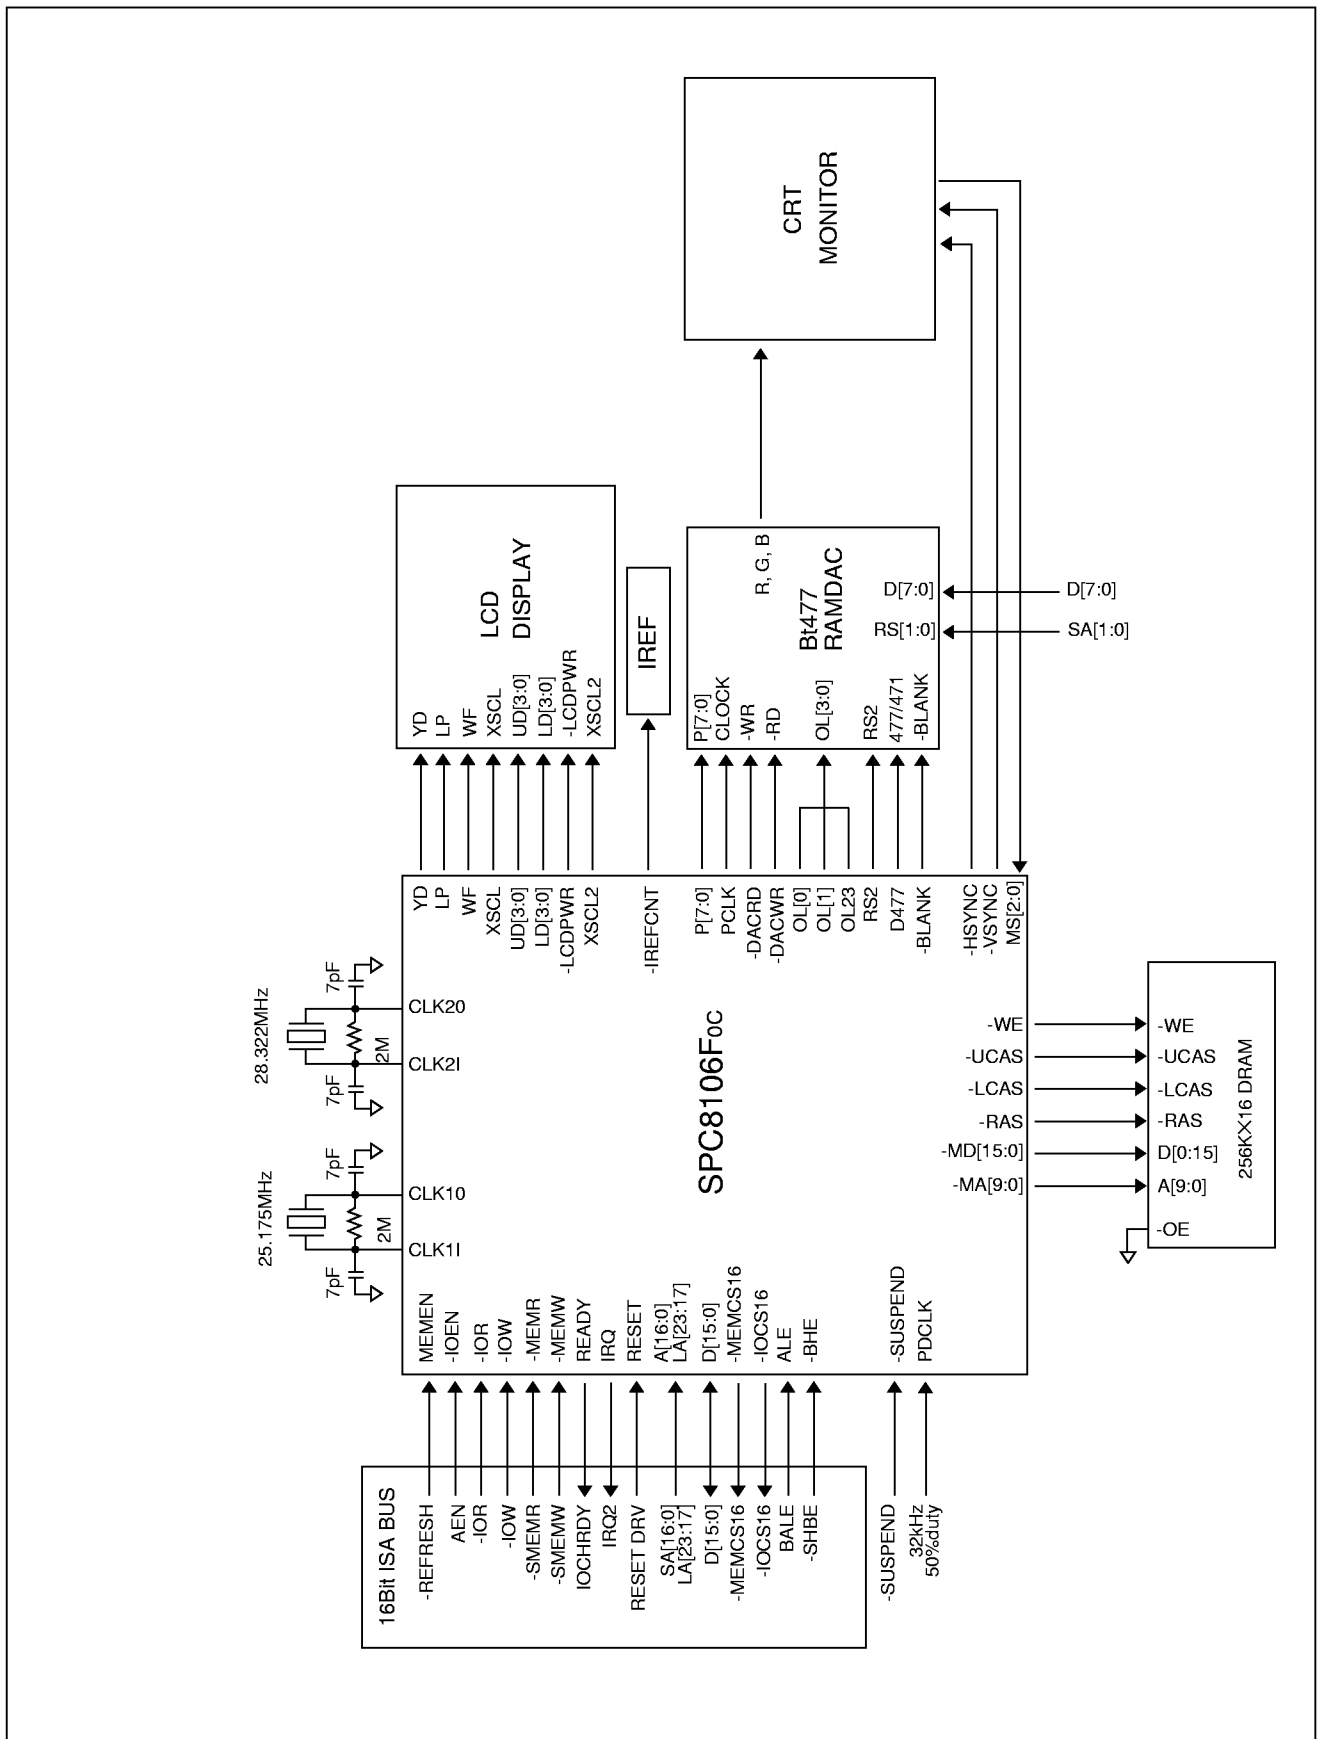 CRT
MONITOR
LCD
DISPLAY
YD
LP
WF
XSCL
UD[3:0]
LD[3:0]
-LCDPWR
XSCL2
IREF
Bt477
RAMDAC
R, G, B
D[7:0]
RS[1:0]
P[7:0]
CLOCK
-WR
-RD
OL[3:0]
RS2
477/471
-BLANK
D[7:0]
SA[1:0]
YD
LP
WF
XSCL
UD[3:0]
LD[3:0]
-LCDPWR
XSCL2
-IREFCNT
P[7:0]
PCLK
-DACRD
-DACWR
OL[0]
OL[1]
OL23
RS2
D477
-BLANK
-HSYNC
-VSYNC
MS[2:0]
28.322MHz
7pF
2M
7pF
CLK20
CLK2I
25.175MHz
7pF
2M
7pF
CLK10
CLK1I
SPC8106F0C
-WE
-UCAS
-LCAS
-RAS
-MD[15:0]
-MA[9:0]
-WE
-UCAS
-LCAS
-RAS
D[0:15]
A[9:0]
-OE
256KX16 DRAM
MEMEN
-IOEN
-IOR
-IOW
-MEMR
-MEMW
READY
IRQ
RESET
A[16:0]
LA[23:17]
D[15:0]
-MEMCS16
-IOCS16
ALE
-BHE
-SUSPEND
PDCLK
16Bit ISA BUS
-REFRESH
AEN
-IOR
-IOW
-SMEMR
-SMEMW
IOCHRDY
IRQ2
RESET DRV
SA[16:0]
LA[23:17]
D[15:0]
-MEMCS16
-IOCS16
BALE
-SHBE
-SUSPEND
32kHz
50%duty